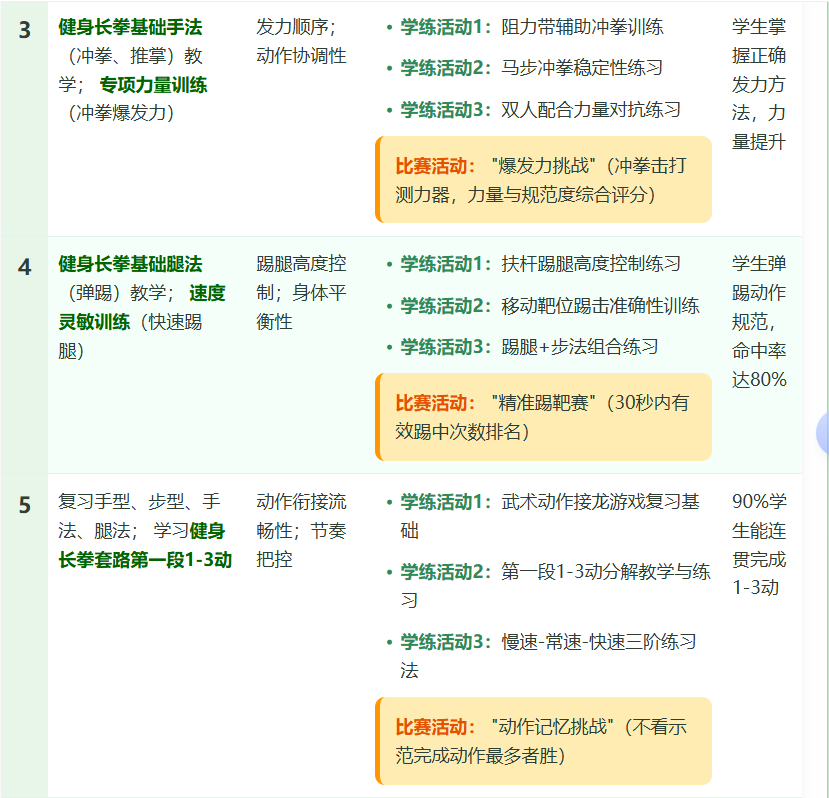 3
健身长拳基础手法
（冲拳、推掌）教
学； 专项力量训练
（冲拳爆发力）
发力顺序；
动作协调性
• 学练活动1：阻力带辅助冲拳训练
• 学练活动2：马步冲拳稳定性练习
• 学练活动3：双人配合力量对抗练习
比赛活动： "爆发力挑战"（冲拳击打
测力器，力量与规范度综合评分）
学生掌
握正确
发力方
法，力
量提升
4
健身长拳基础腿法
（弹踢）教学； 速度
灵敏训练（快速踢
腿）
踢腿高度控
制；身体平
衡性
• 学练活动1：扶杆踢腿高度控制练习
• 学练活动2：移动靶位踢击准确性训练
• 学练活动3：踢腿+步法组合练习
比赛活动： "精准踢靶赛"（30秒内有
效踢中次数排名）
学生弹
踢动作
规范，
命中率
达80%
5
复习手型、步型、手
法、腿法； 学习健身
长拳套路第一段1-3动
动作衔接流
畅性；节奏
把控
• 学练活动1：武术动作接龙游戏复习基
础
• 学练活动2：第一段1-3动分解教学与练
习
• 学练活动3：慢速-常速-快速三阶练习
法
比赛活动： "动作记忆挑战"（不看示
范完成动作最多者胜）
90%学
生能连
贯完成
1-3动